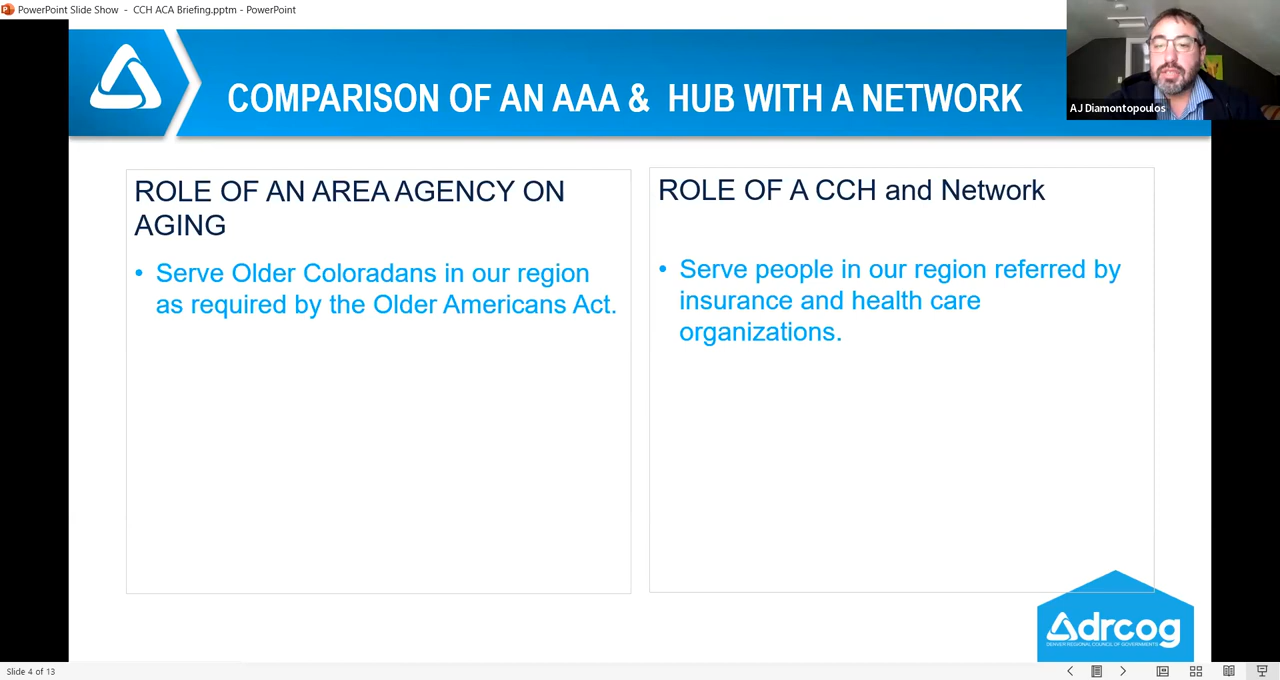 PowerPoint Slide Show - CCH ACA Briefing.pptm - PowerPoint
COMPARISON OF AN AAA & HUB WITH A NETWORK
AJ Diamontopoulos
ROLE OF AN AREA AGENCY ON
AGING
• Serve Older Coloradans in our region
as required by the Older Americans Act.
ROLE OF A CCH and Network
• Serve people in our region referred by
insurance and health care
organizations.
drcog
DENVER REGIONAL COUNCIL OF GOVERNMENTS
Slide 4 of 13